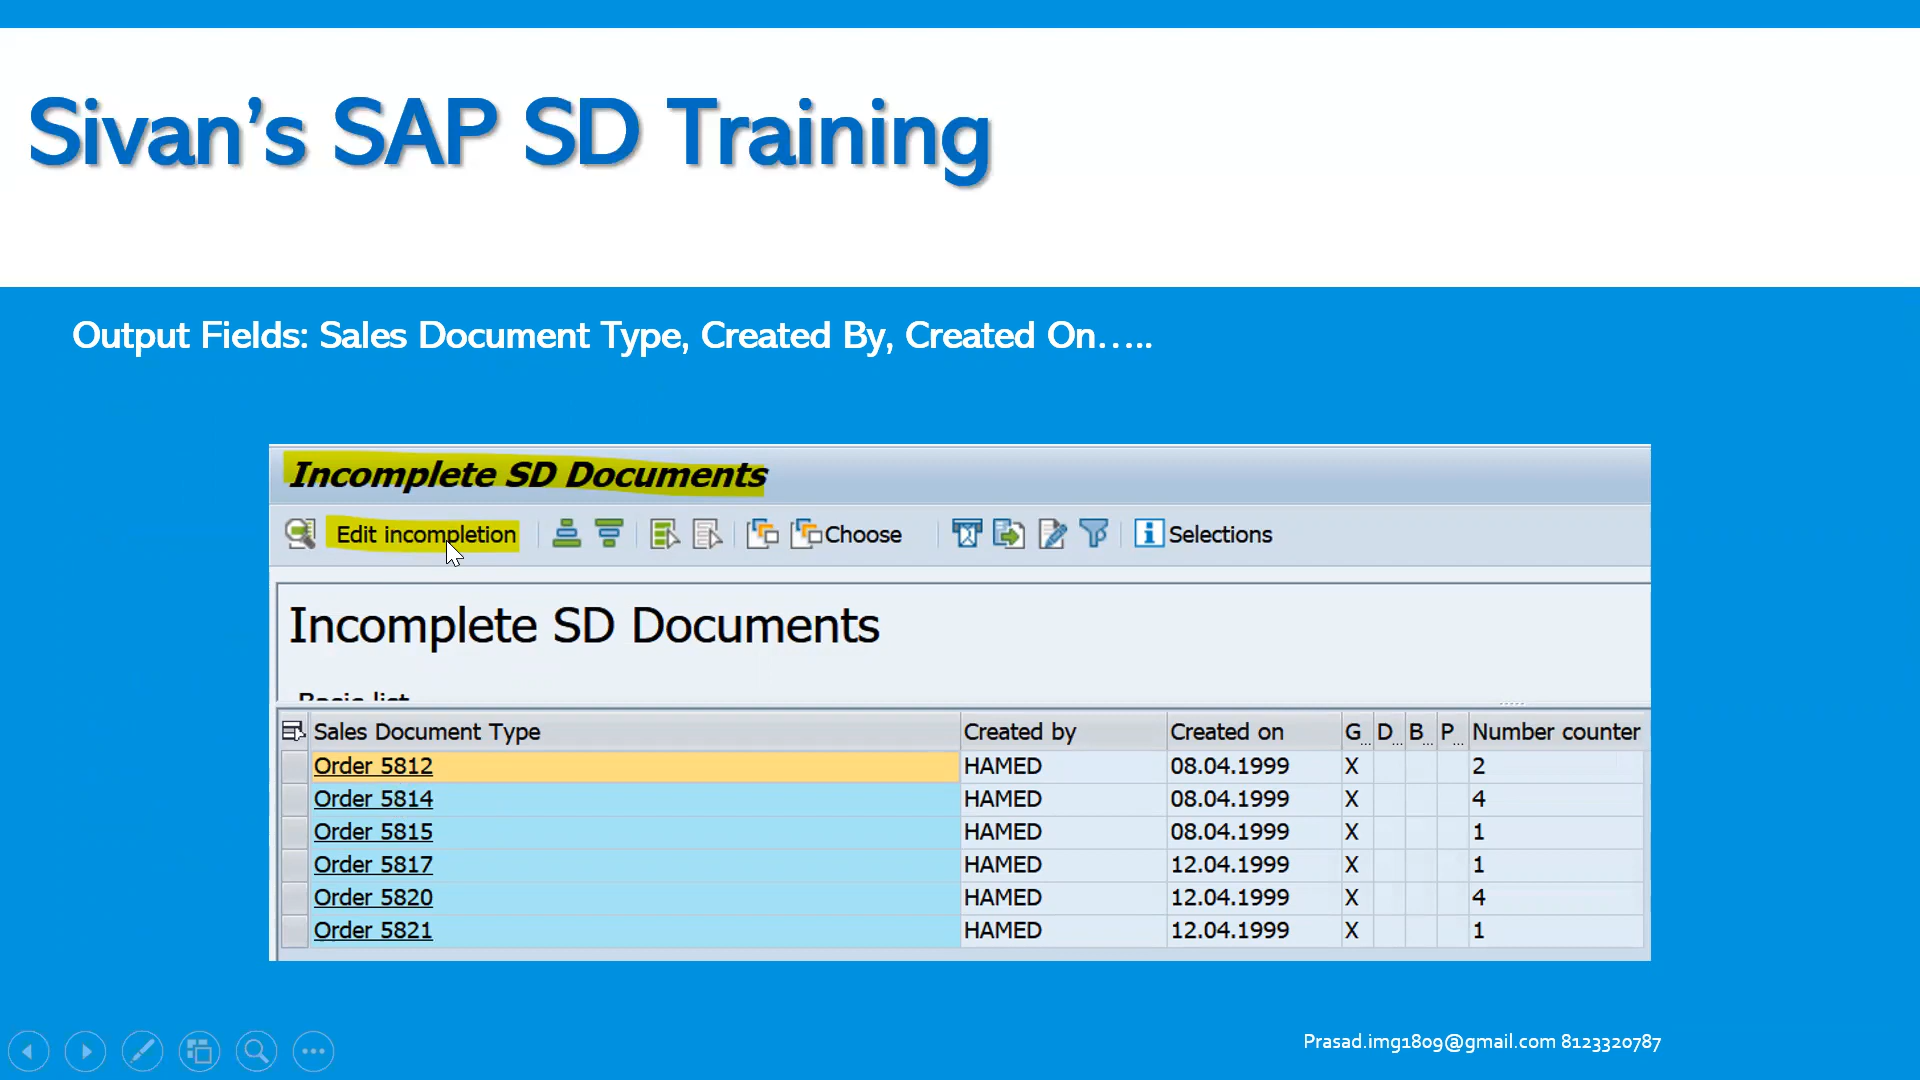 Sivan’s SAP SD Training
Output Fields: Sales Document Type, Created By, Created On…..
Incomplete SD Documents
Edit incompletion Choose Selections
Incomplete SD Documents
Basic list
Sales Document Type Created by Created on G... D... B... P... Number counter
Order 5812 HAMED 08.04.1999 X 2
Order 5814 HAMED 08.04.1999 X 4
Order 5815 HAMED 08.04.1999 X 1
Order 5817 HAMED 12.04.1999 X 1
Order 5820 HAMED 12.04.1999 X 4
Order 5821 HAMED 12.04.1999 X 1
Prasad.img1809@gmail.com 8123320787